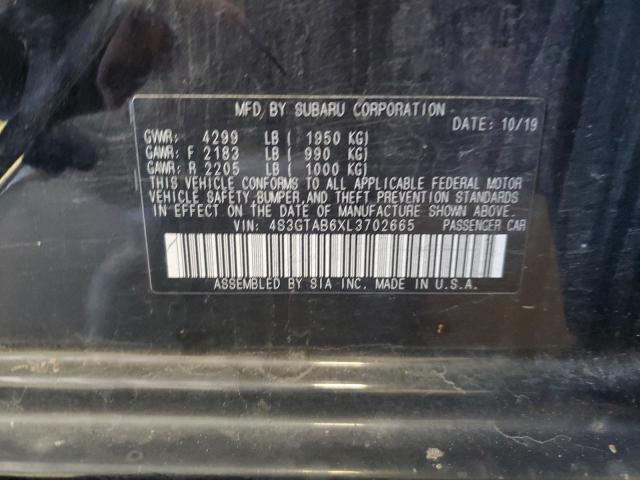 MFD BY SUBARU CORPORATION
DATE: 10/19
GVWR: 4299 LB ( 1950 KG)
GAWR: F 2183 LB ( 990 KG)
GAWR: R 2205 LB ( 1000 KG)
THIS VEHICLE CONFORMS TO ALL APPLICABLE FEDERAL MOTOR
VEHICLE SAFETY,BUMPER,AND THEFT PREVENTION STANDARDS
IN EFFECT ON THE DATE OF MANUFACTURE SHOWN ABOVE.
VIN: 4S3GTAB6XL3702665 PASSENGER CAR
ASSEMBLED BY SIA INC. MADE IN U.S.A.